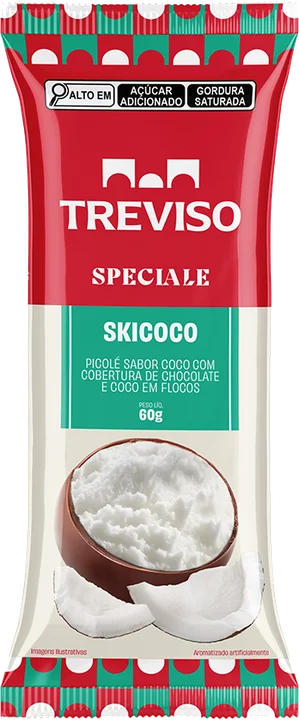 ALTO EM
AÇÚCAR
ADICIONADO
GORDURA
SATURADA
TREVISO
SPECIALE
SKICOCO
PICOLÉ SABOR COCO COM
COBERTURA DE CHOCOLATE
E COCO EM FLOCOS
PESO LÍQ.
60g
Imagens Ilustrativas
Aromatizado artificialmente